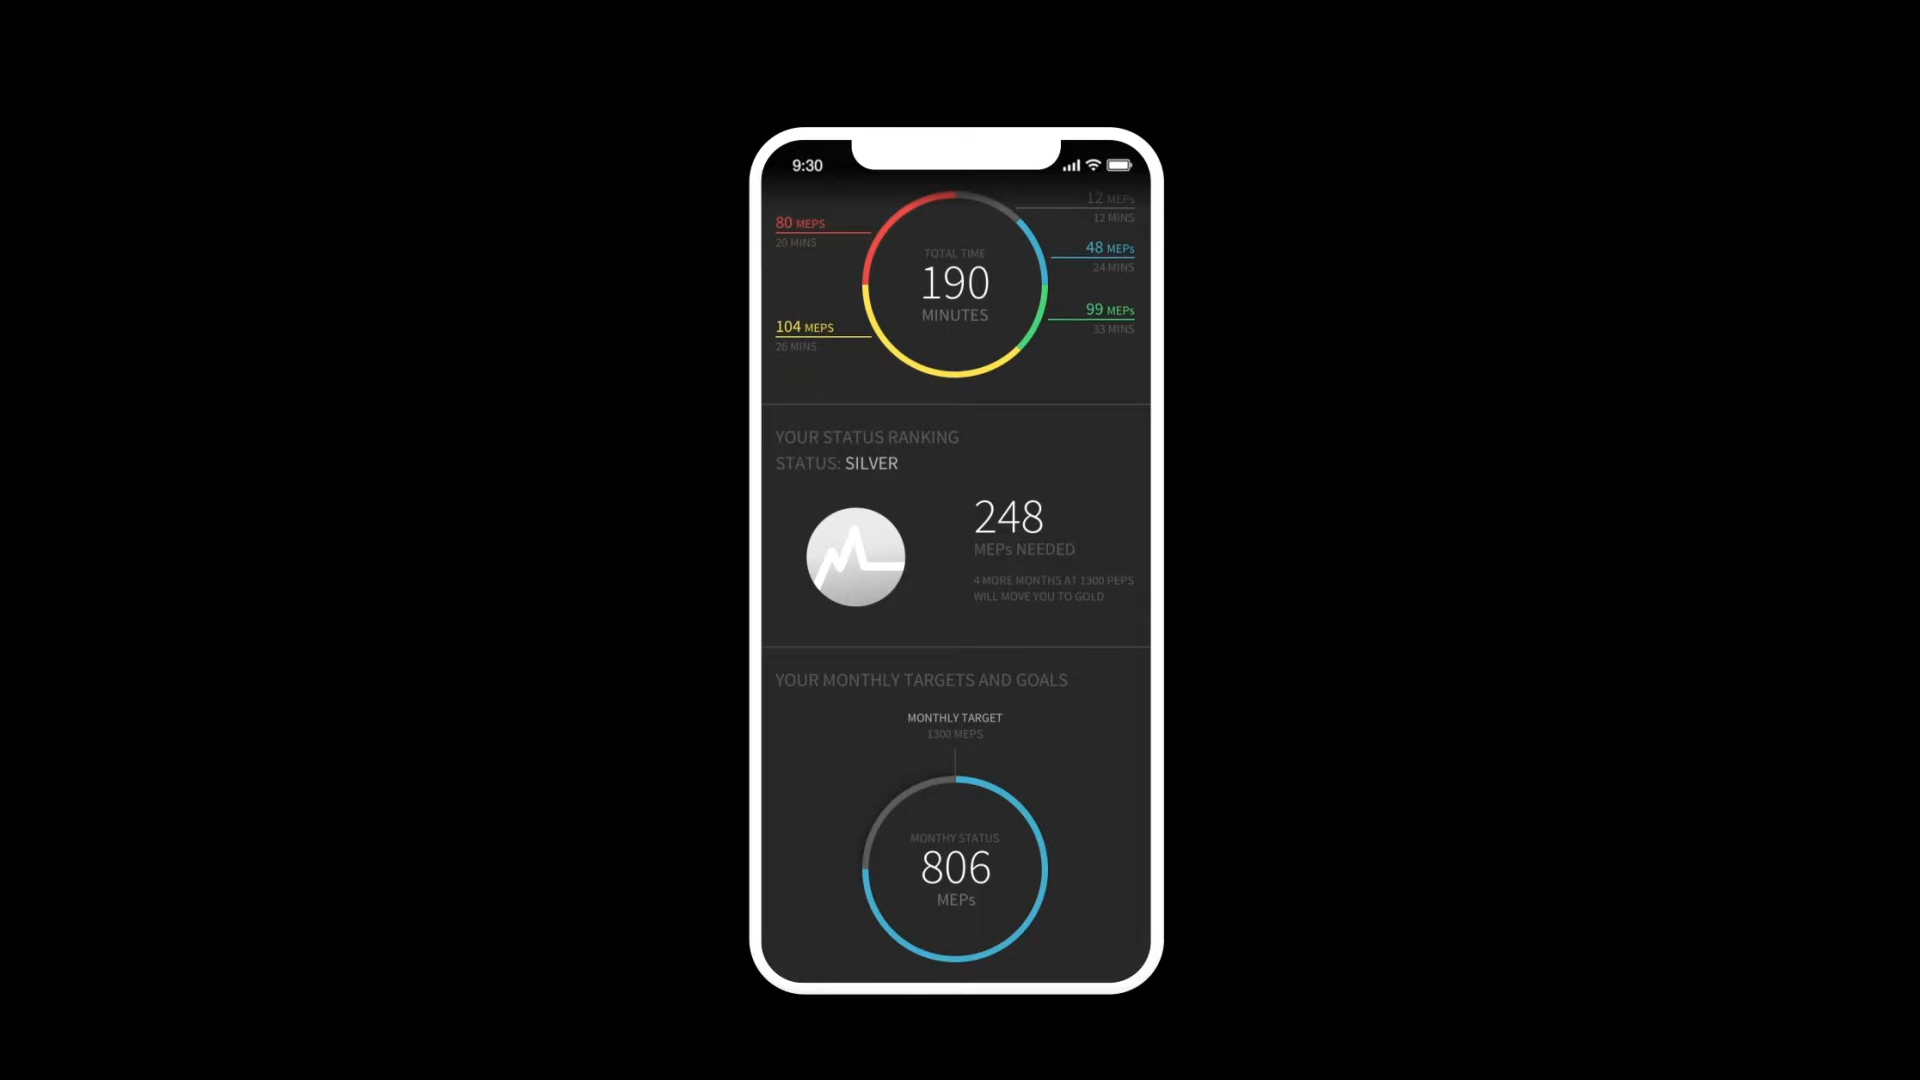 9:30
80 MEPS
20 MINS
104 MEPS
26 MINS
TOTAL TIME
190
MINUTES
12 MEPs
12 MINS
48 MEPs
24 MINS
99 MEPs
33 MINS
YOUR STATUS RANKING
STATUS: SILVER
248
MEPs NEEDED
4 MORE MONTHS AT 1300 PEPS
WILL MOVE YOU TO GOLD
YOUR MONTHLY TARGETS AND GOALS
MONTHLY TARGET
1300 MEPS
MONTHY STATUS
806
MEPs